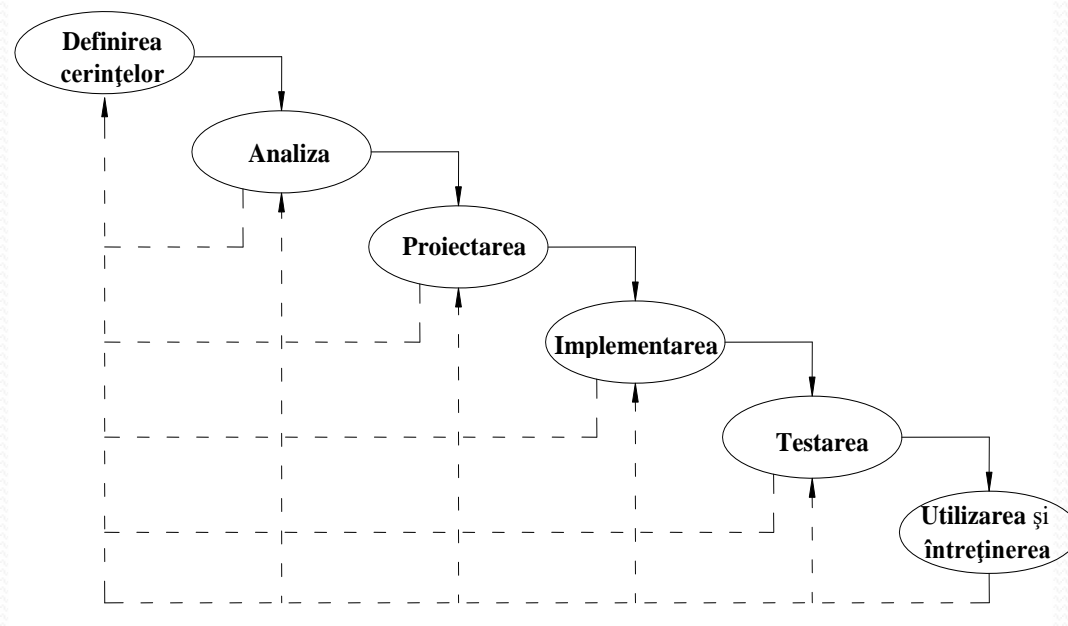 Definirea
cerinţelor
Analiza
Proiectarea
Implementarea
Testarea
Utilizarea şi
întreţinerea